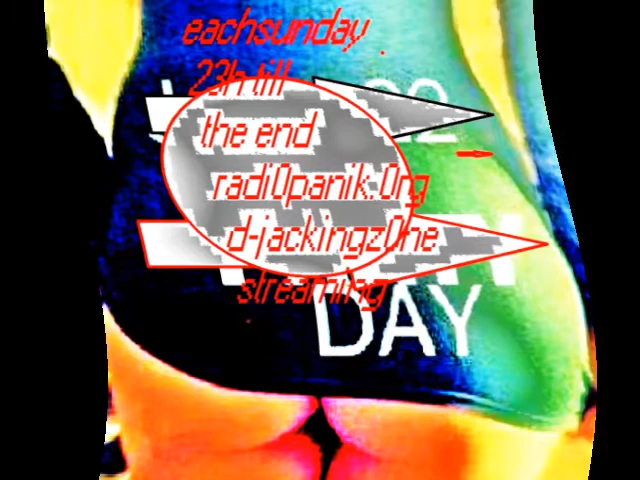 eachsunday
23h till
the end
radi0panik.0rg
d-jackingz0ne
streaming
DAY